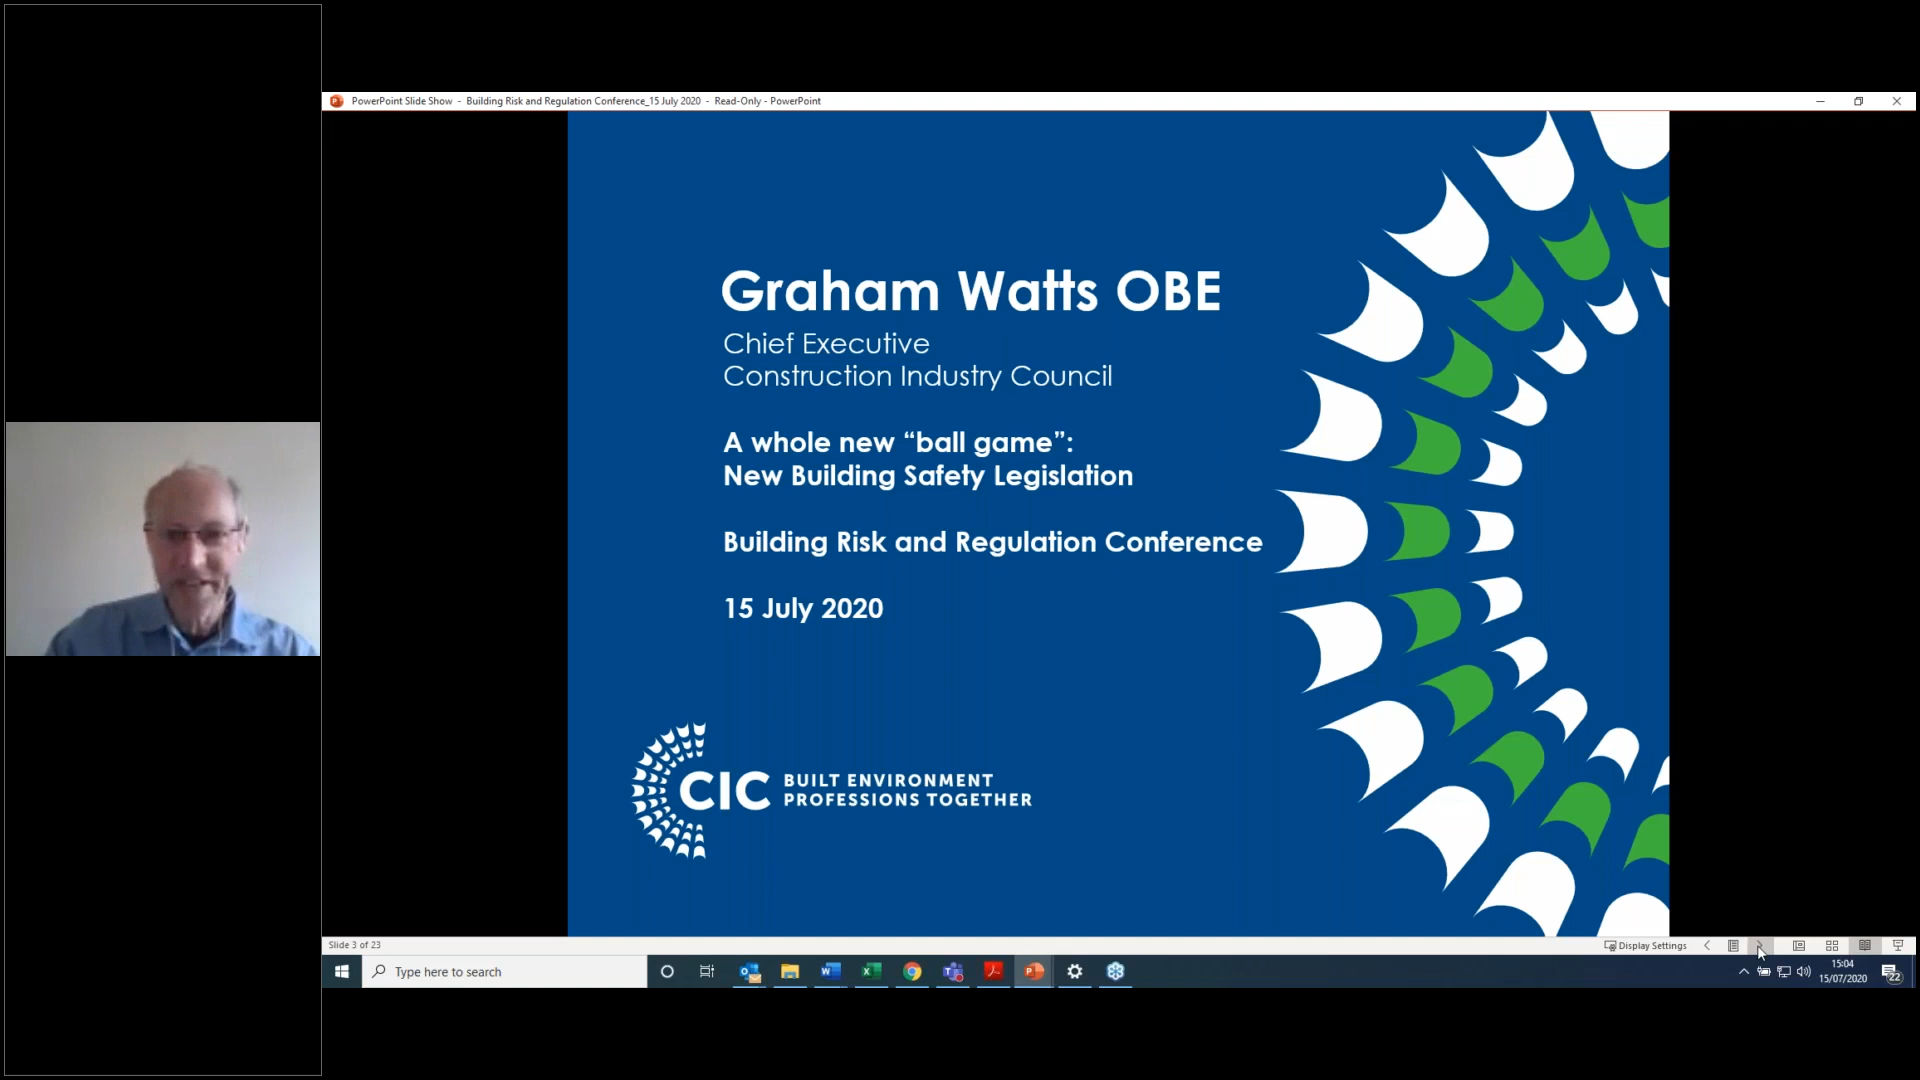 PowerPoint Slide Show - Building Risk and Regulation Conference_15 July 2020 - Read-Only - PowerPoint
Graham Watts OBE
Chief Executive
Construction Industry Council
A whole new “ball game”:
New Building Safety Legislation
Building Risk and Regulation Conference
15 July 2020
CIC
BUILT ENVIRONMENT
PROFESSIONS TOGETHER
Slide 3 of 23
Display Settings
Type here to search
15:04
15/07/2020
22